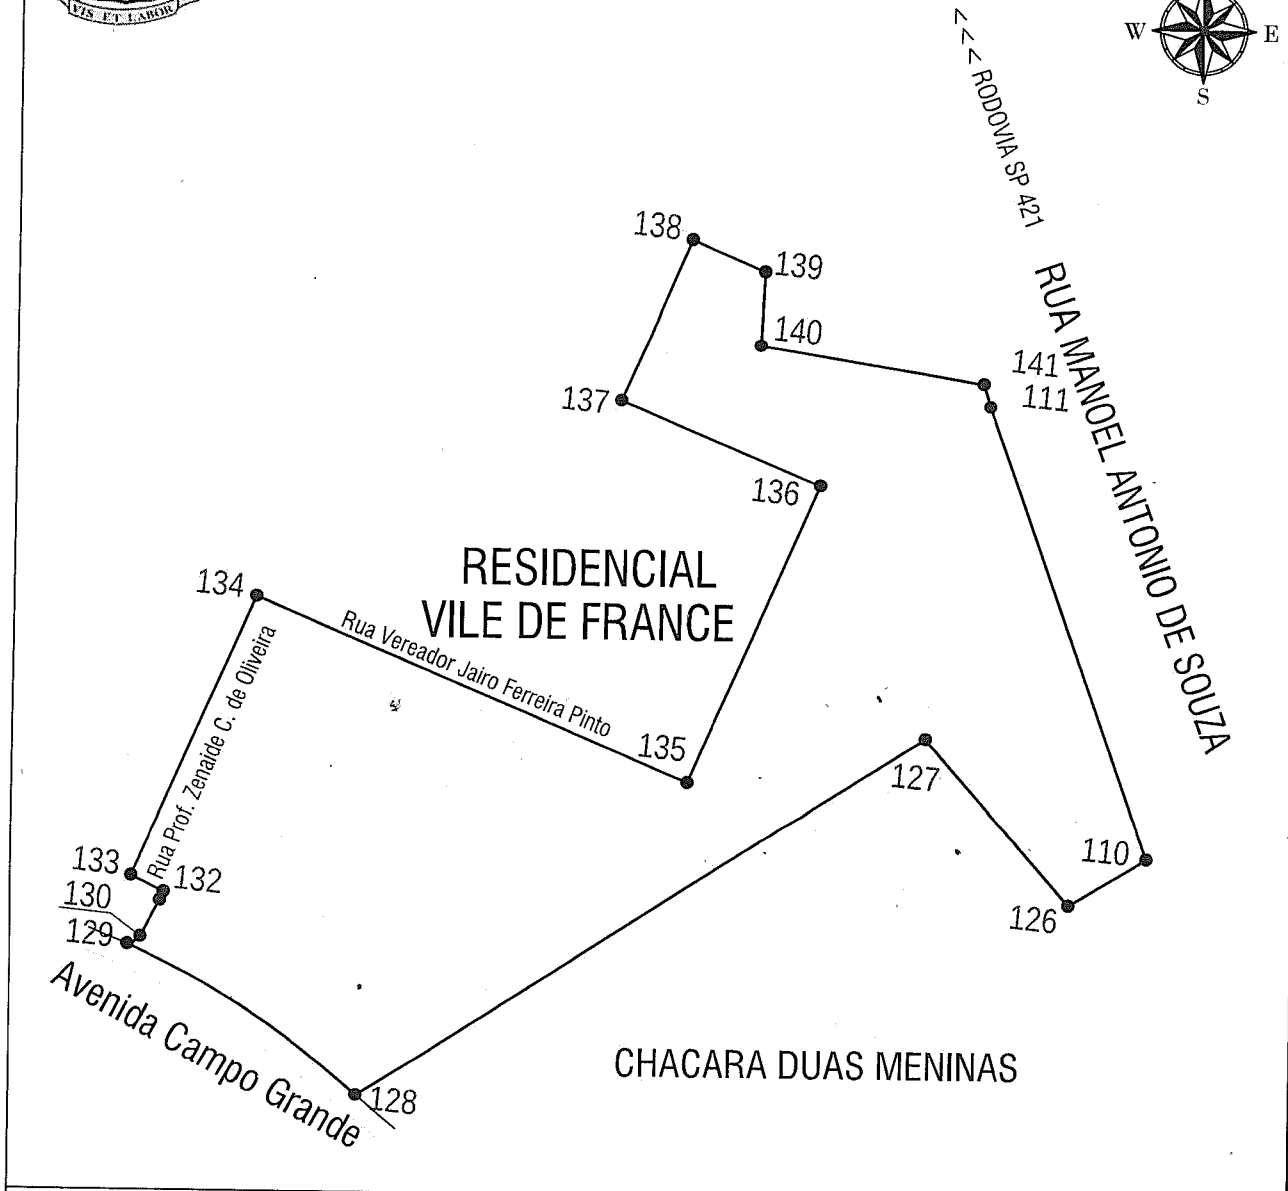 VIS ET LABOR
W
E
S
<<< RODOVIA SP 421
138
139
140
RUA MANOEL ANTONIO DE SOUZA
141
111
137
136
RESIDENCIAL
VILE DE FRANCE
134
Rua Vereador Jairo Ferreira Pinto
Rua Prof. Zenaide C. de Oliveira
135
127
133
132
110
130
126
129
Avenida Campo Grande
CHACARA DUAS MENINAS
128